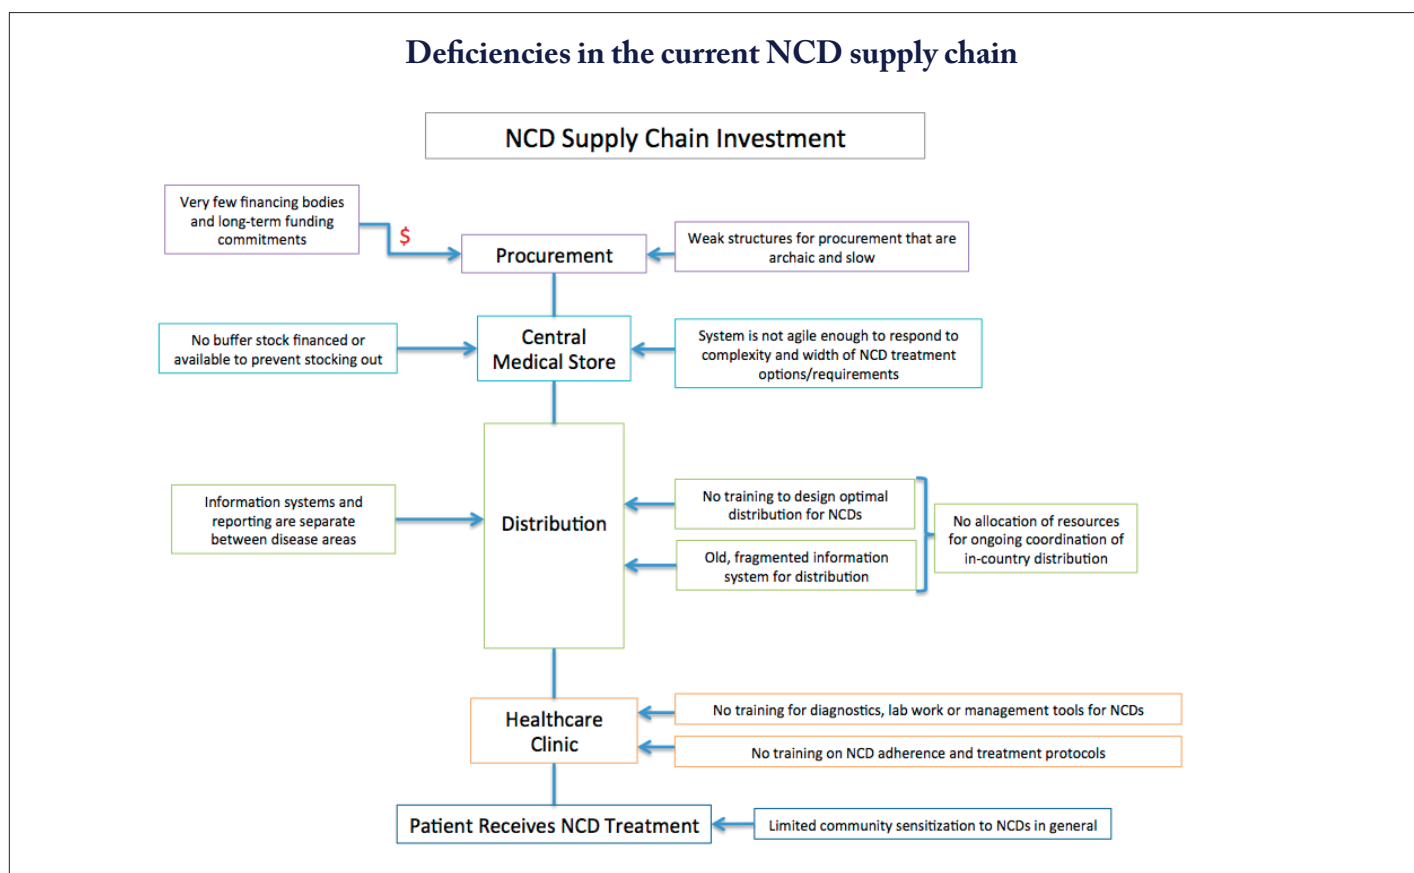 Deficiencies in the current NCD supply chain
NCD Supply Chain Investment
Very few financing bodies
and long-term funding
commitments
$
Procurement
Weak structures for procurement that are
archaic and slow
No buffer stock financed or
available to prevent stocking out
Central
Medical Store
System is not agile enough to respond to
complexity and width of NCD treatment
options/requirements
Information systems and
reporting are separate
between disease areas
Distribution
No training to design optimal
distribution for NCDs
Old, fragmented information
system for distribution
No allocation of resources
for ongoing coordination of
in-country distribution
Healthcare
Clinic
No training for diagnostics, lab work or management tools for NCDs
No training on NCD adherence and treatment protocols
Patient Receives NCD Treatment
Limited community sensitization to NCDs in general